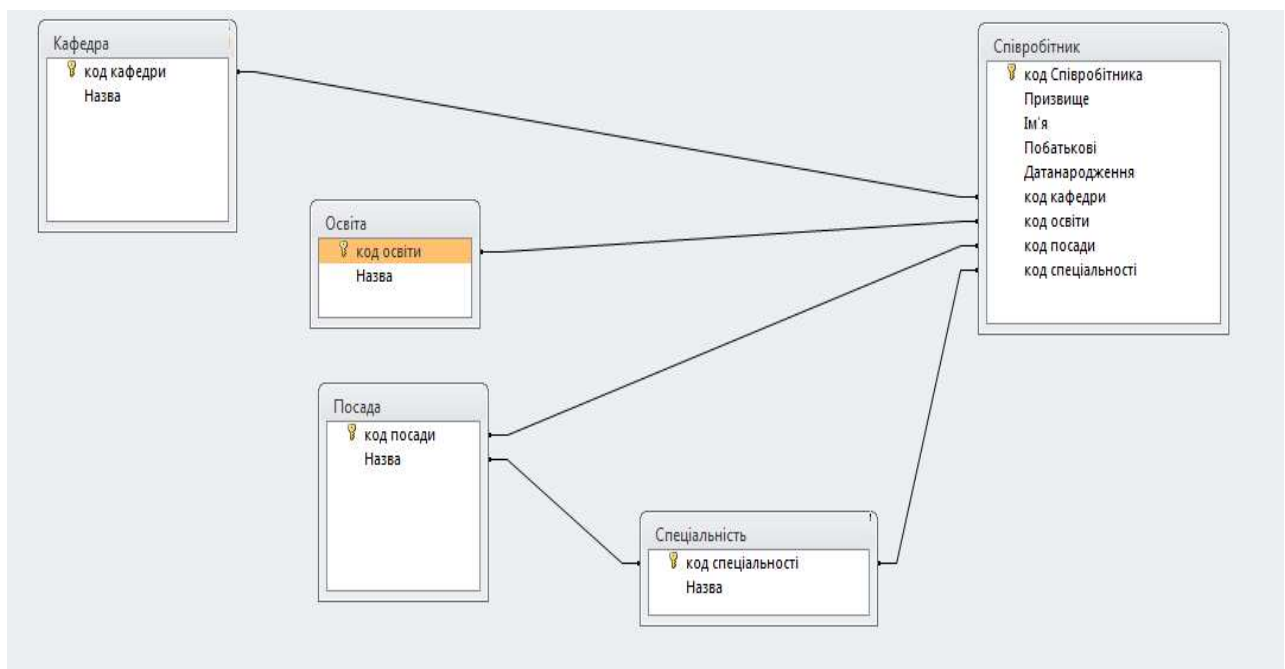 Кафедра
код кафедри
Назва
Співробітник
код Співробітника
Призвище
Ім'я
Побатькові
Датанародження
код кафедри
код освіти
код посади
код спеціальності
Освіта
код освіти
Назва
Посада
код посади
Назва
Спеціальність
код спеціальності
Назва